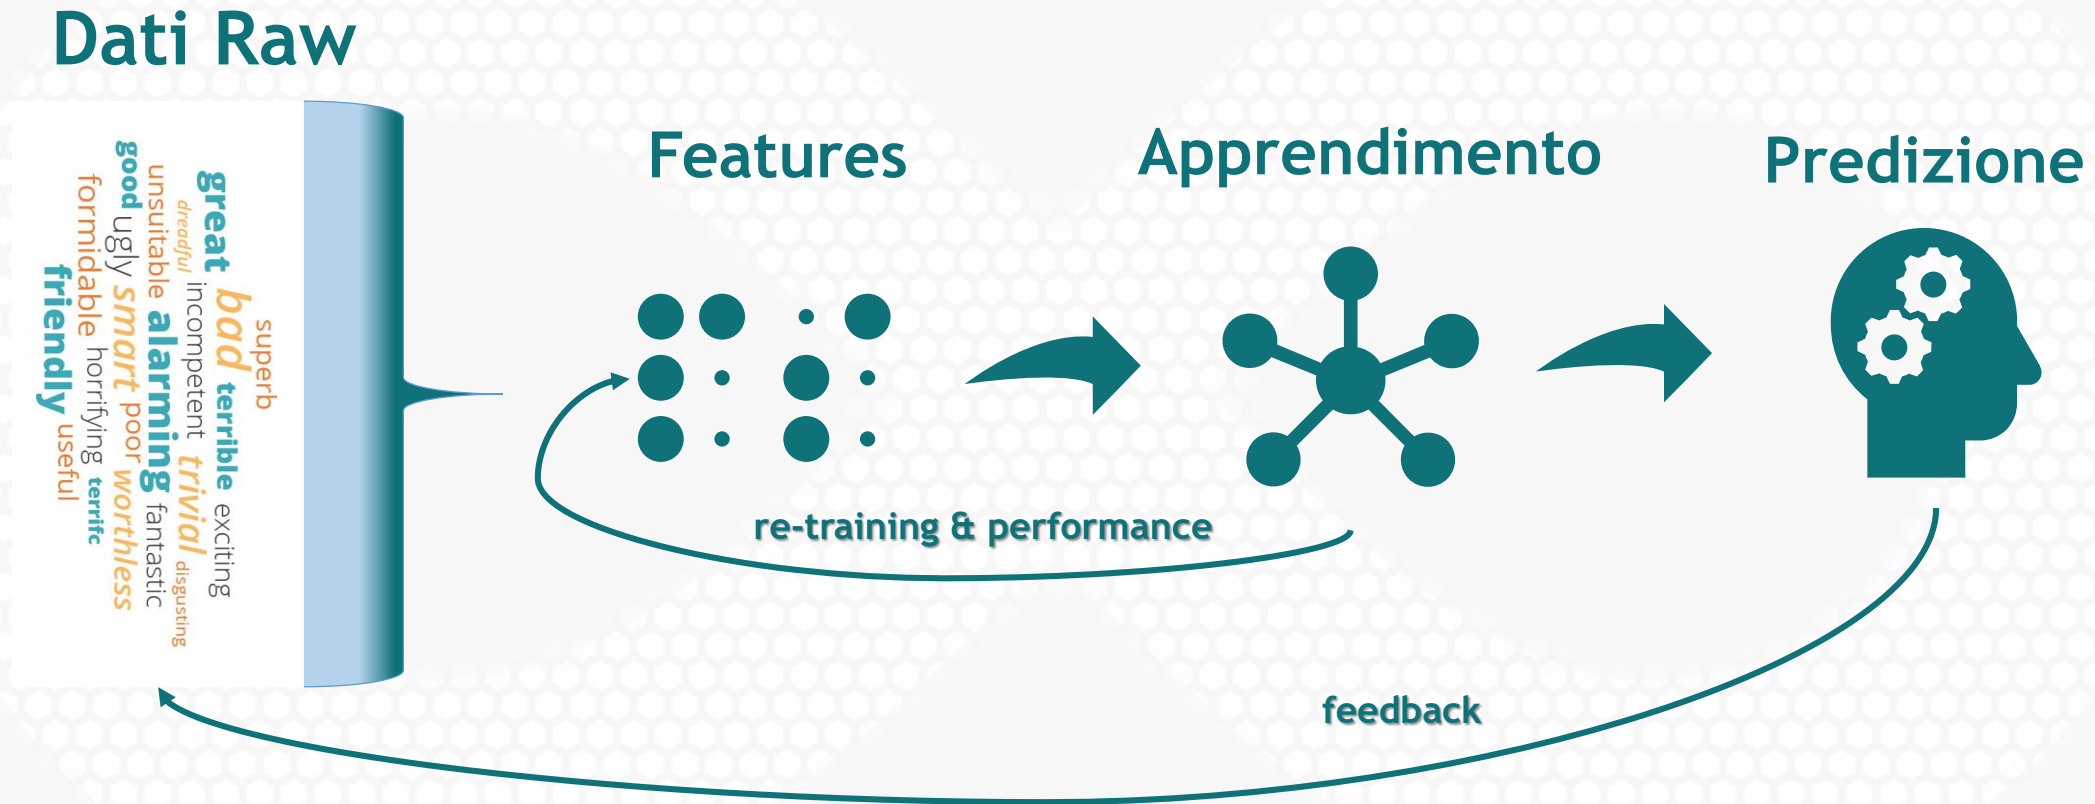 Dati Raw
Features
Apprendimento
Predizione
superb
bad terrible exciting
great incompetent trivial disgusting
dreadful
unsuitable alarming fantastic
good ugly smart poor worthless
formidable horrifying terrifc
friendly useful
re-training & performance
feedback